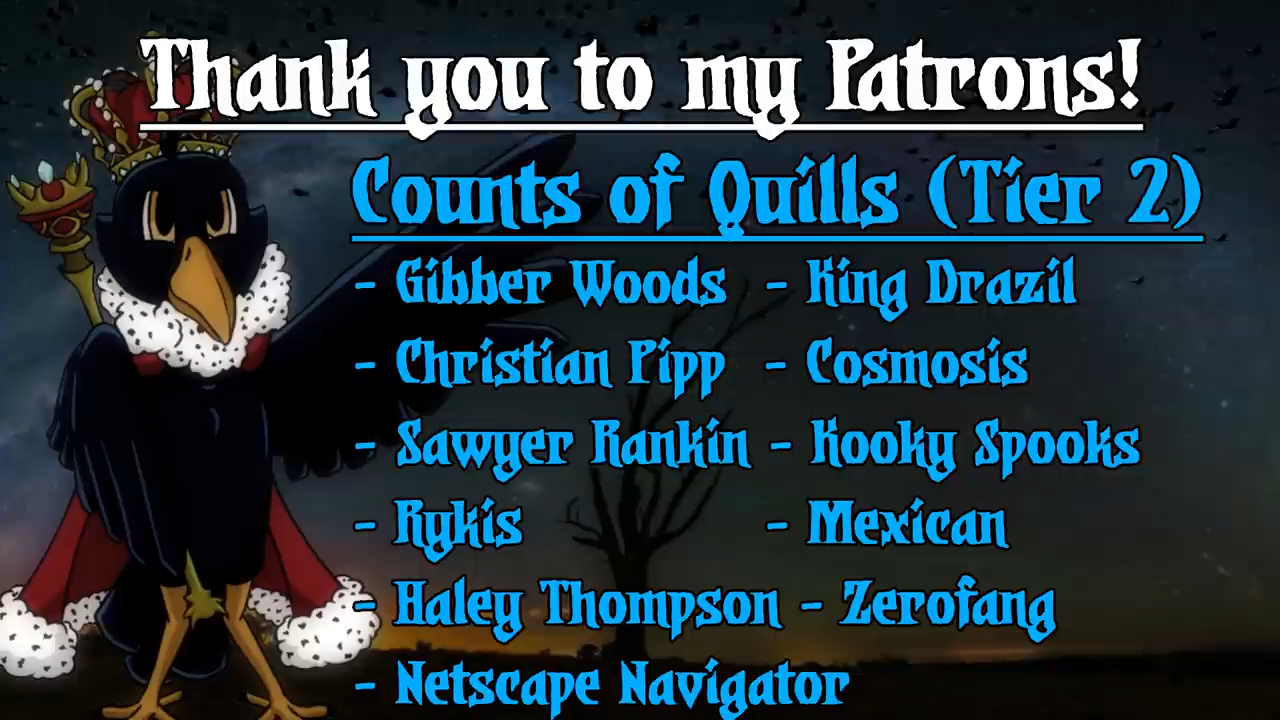 Thank you to my Patrons!
Counts of Quills (Tier 2)
- Gibber Woods - King Drazil
- Christian Pipp - Cosmosis
- Sawyer Rankin - Kooky Spooks
- Rykis - Mexican
- Haley Thompson - Zerofang
- Netscape Navigator